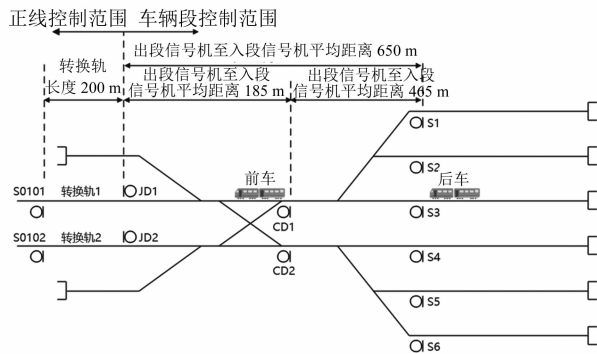 正线控制范围 车辆段控制范围
出段信号机至入段信号机平均距离 650 m
转换轨
长度 200 m
出段信号机至入段
信号机平均距离 185 m
出段信号机至入段
信号机平均距离 465 m
S1
S2
前车
后车
S0101
转换轨1
JD1
CD1
S3
S0102
转换轨2
JD2
CD2
S4
S5
S6